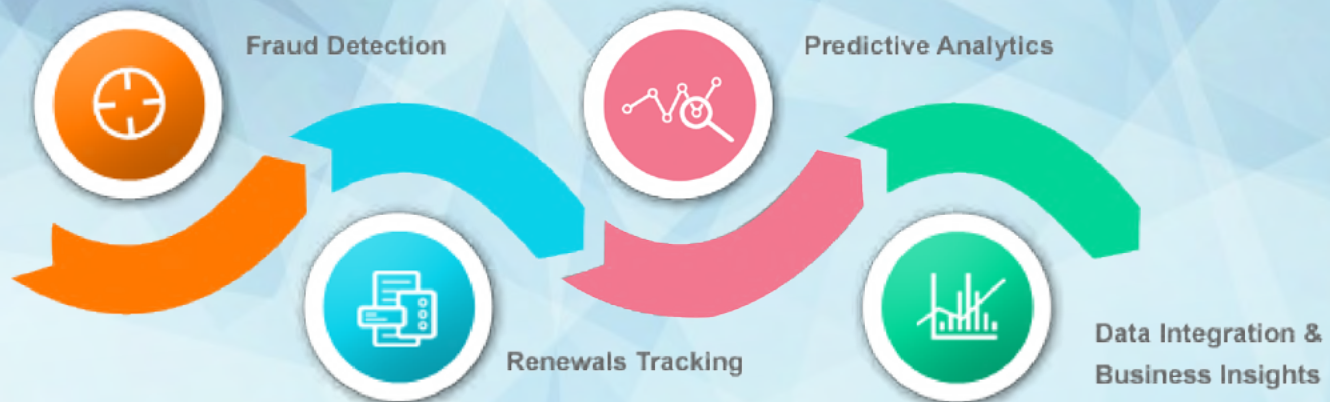 Fraud Detection
Predictive Analytics
Renewals Tracking
Data Integration &
Business Insights